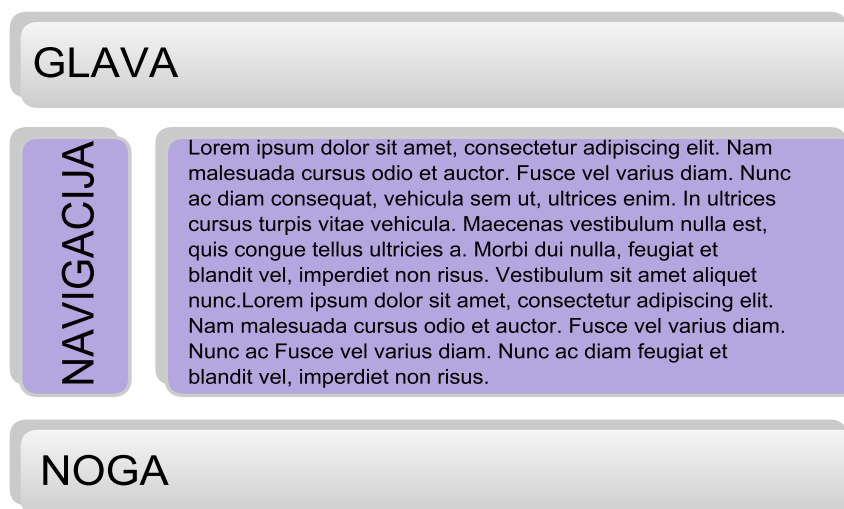 GLAVA
NAVIGACIJA
Lorem ipsum dolor sit amet, consectetur adipiscing elit. Nam
malesuada cursus odio et auctor. Fusce vel varius diam. Nunc
ac diam consequat, vehicula sem ut, ultrices enim. In ultrices
cursus turpis vitae vehicula. Maecenas vestibulum nulla est,
quis congue tellus ultricies a. Morbi dui nulla, feugiat et
blandit vel, imperdiet non risus. Vestibulum sit amet aliquet
nunc.Lorem ipsum dolor sit amet, consectetur adipiscing elit.
Nam malesuada cursus odio et auctor. Fusce vel varius diam.
Nunc ac Fusce vel varius diam. Nunc ac diam feugiat et
blandit vel, imperdiet non risus.
NOGA